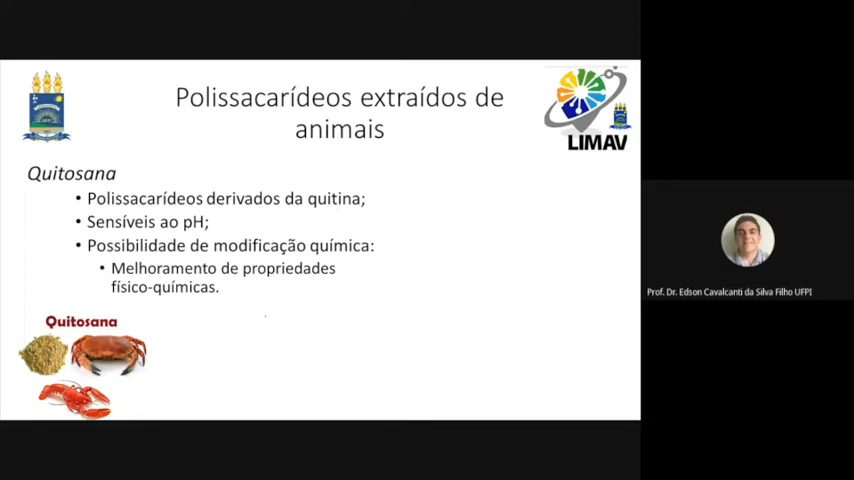 Polissacarídeos extraídos de
animais
LIMAV
Quitosana
• Polissacarídeos derivados da quitina;
• Sensíveis ao pH;
• Possibilidade de modificação química:
• Melhoramento de propriedades
físico-químicas.
Quitosana
Prof. Dr. Edson Cavalcanti da Silva Filho UFPI